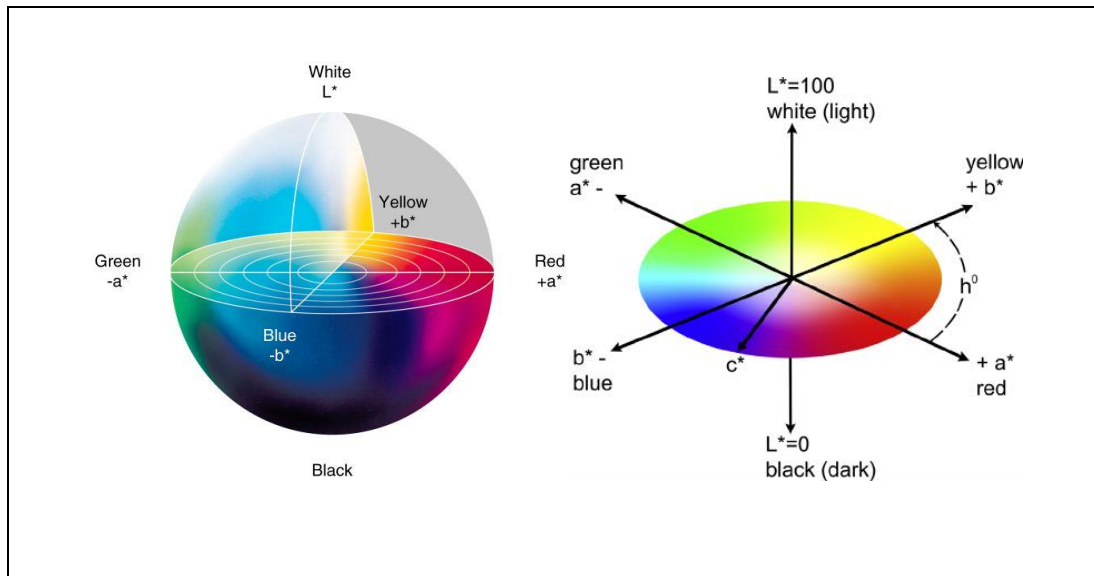 White
L*
Yellow
+b*
Green
-a*
Red
+a*
Blue
-b*
Black
L*=100
white (light)
green
a* -
yellow
+ b*
h⁰
b* -
blue
c*
+ a*
red
L*=0
black (dark)